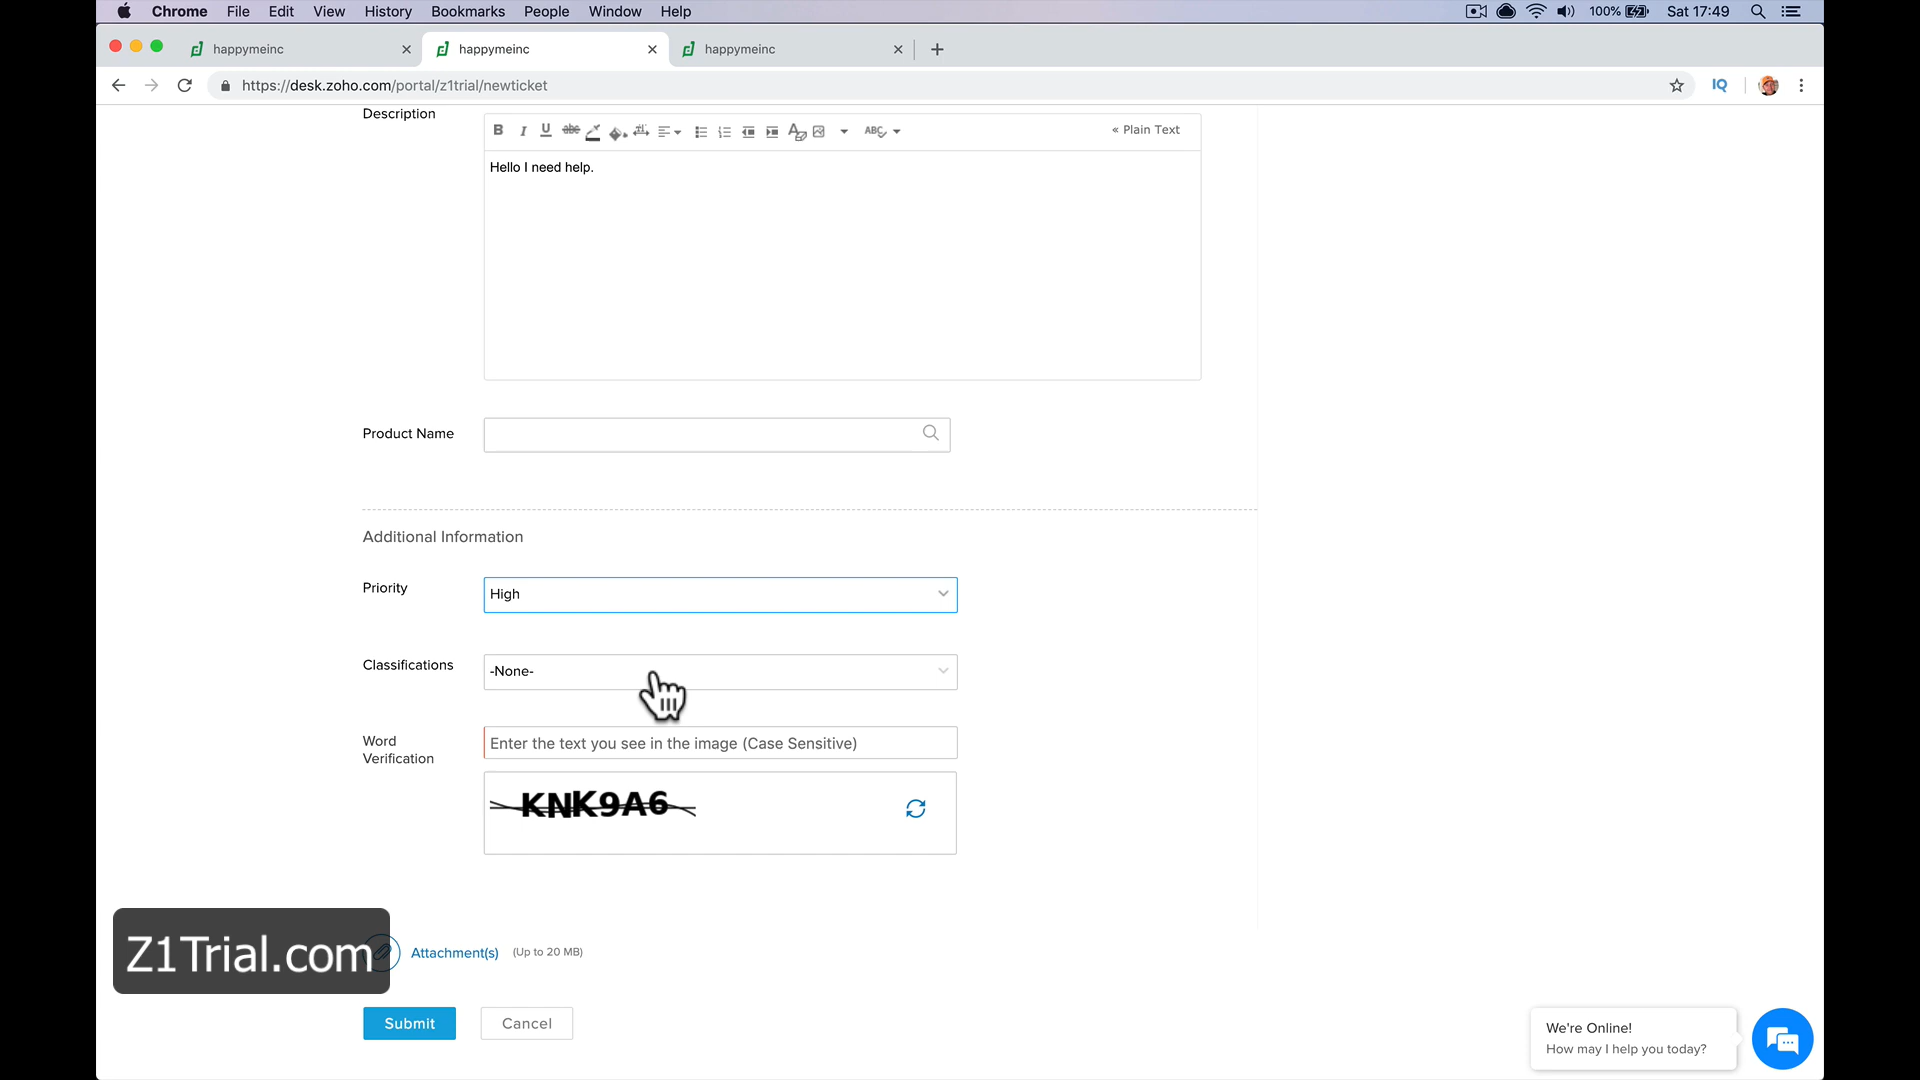 Chrome File Edit View History Bookmarks People Window Help 100% Sat 17:49
happymeinc happymeinc happymeinc
https://desk.zoho.com/portal/z1trial/newticket IQ
Description
B I U abc ABC « Plain Text
Hello I need help.
Product Name
Additional Information
Priority High
Classifications -None-
Word Verification Enter the text you see in the image (Case Sensitive)
KNK9A6
Z1Trial.com
Attachment(s) (Up to 20 MB)
Submit Cancel
We're Online!
How may I help you today?